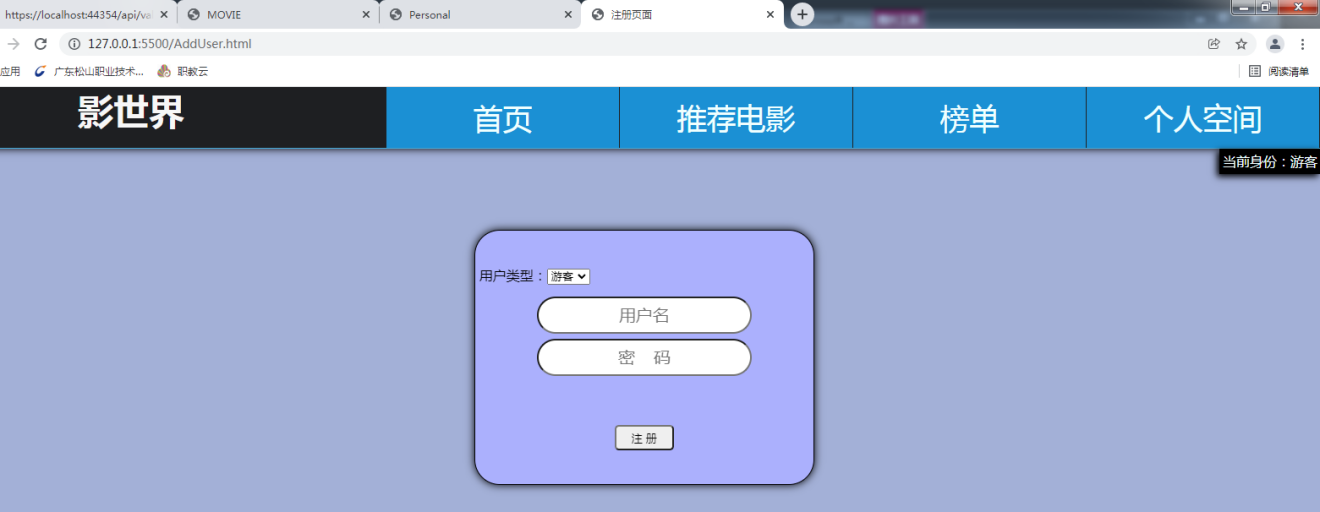 https://localhost:44354/api/va
MOVIE
Personal
注册页面
127.0.0.1:5500/AddUser.html
应用
广东松山职业技术...
职教云
阅读清单
影世界
首页
推荐电影
榜单
个人空间
当前身份：游客
用户类型：
游客
用户名
密 码
注 册